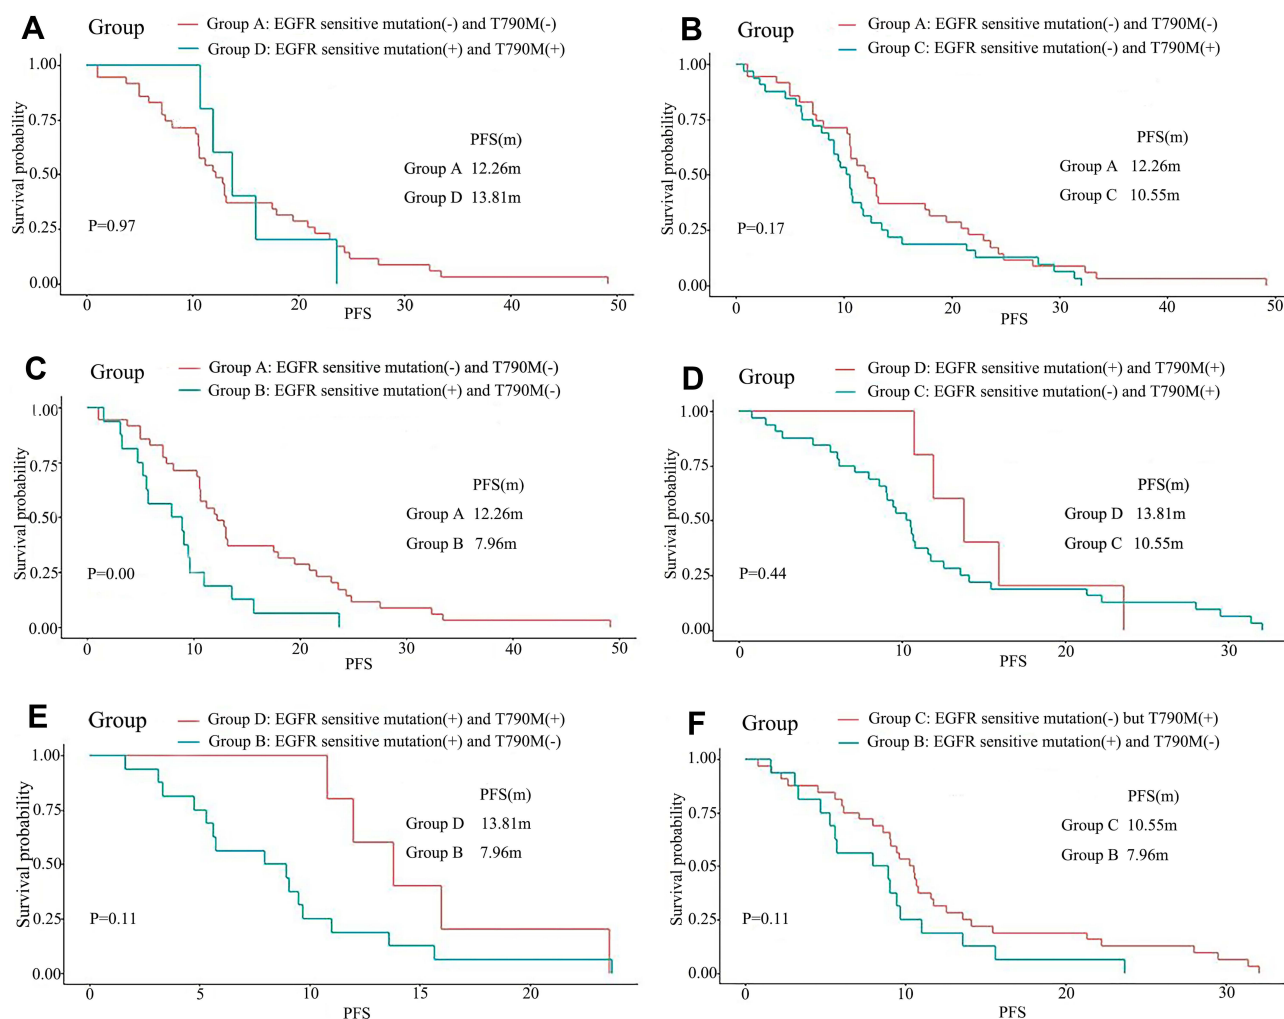 A
Group
Group A: EGFR sensitive mutation(-) and T790M(-)
Group D: EGFR sensitive mutation(+) and T790M(+)
Survival probability
1.00
0.75
0.50
0.25
0.00
PFS(m)
Group A 12.26m
Group D 13.81m
P=0.97
0 10 20 30 40 50
PFS
B
Group
Group A: EGFR sensitive mutation(-) and T790M(-)
Group C: EGFR sensitive mutation(-) and T790M(+)
Survival probability
1.00
0.75
0.50
0.25
0.00
PFS(m)
Group A 12.26m
Group C 10.55m
P=0.17
0 10 20 30 40 50
PFS
C
Group
Group A: EGFR sensitive mutation(-) and T790M(-)
Group B: EGFR sensitive mutation(+) and T790M(-)
Survival probability
1.00
0.75
0.50
0.25
0.00
PFS(m)
Group A 12.26m
Group B 7.96m
P=0.00
0 10 20 30 40 50
PFS
D
Group
Group D: EGFR sensitive mutation(+) and T790M(+)
Group C: EGFR sensitive mutation(-) and T790M(+)
Survival probability
1.00
0.75
0.50
0.25
0.00
PFS(m)
Group D 13.81m
Group C 10.55m
P=0.44
0 10 20 30
PFS
E
Group
Group D: EGFR sensitive mutation(+) and T790M(+)
Group B: EGFR sensitive mutation(+) and T790M(-)
Survival probability
1.00
0.75
0.50
0.25
0.00
PFS(m)
Group D 13.81m
Group B 7.96m
P=0.11
0 5 10 15 20
PFS
F
Group
Group C: EGFR sensitive mutation(-) but T790M(+)
Group B: EGFR sensitive mutation(+) and T790M(-)
Survival probability
1.00
0.75
0.05
0.25
0.00
PFS(m)
Group C 10.55m
Group B 7.96m
P=0.11
0 10 20 30
PFS